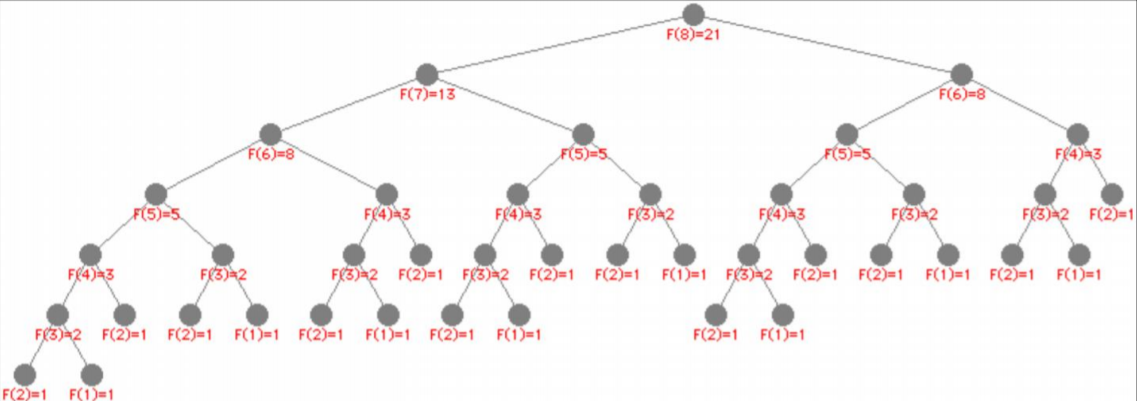 F(8)=21
F(7)=13
F(6)=8
F(6)=8
F(5)=5
F(5)=5
F(4)=3
F(5)=5
F(4)=3
F(4)=3
F(3)=2
F(4)=3
F(3)=2
F(3)=2
F(2)=1
F(4)=3
F(3)=2
F(3)=2
F(2)=1
F(3)=2
F(2)=1
F(2)=1
F(1)=1
F(3)=2
F(2)=1
F(2)=1
F(1)=1
F(2)=1
F(1)=1
F(3)=2
F(2)=1
F(2)=1
F(1)=1
F(2)=1
F(1)=1
F(2)=1
F(1)=1
F(2)=1
F(1)=1
F(2)=1
F(1)=1